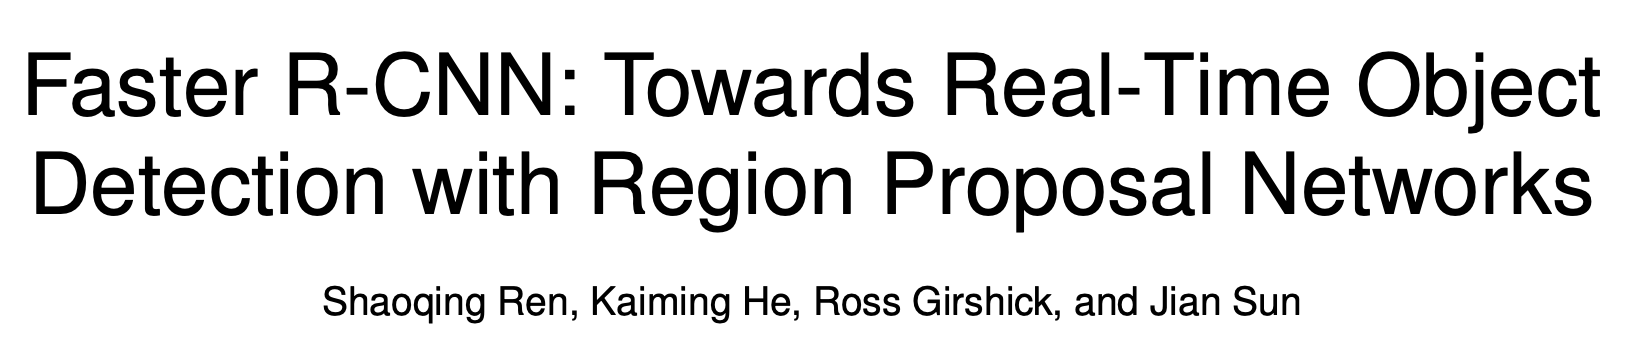 Faster R-CNN: Towards Real-Time Object
Detection with Region Proposal Networks
Shaoqing Ren, Kaiming He, Ross Girshick, and Jian Sun